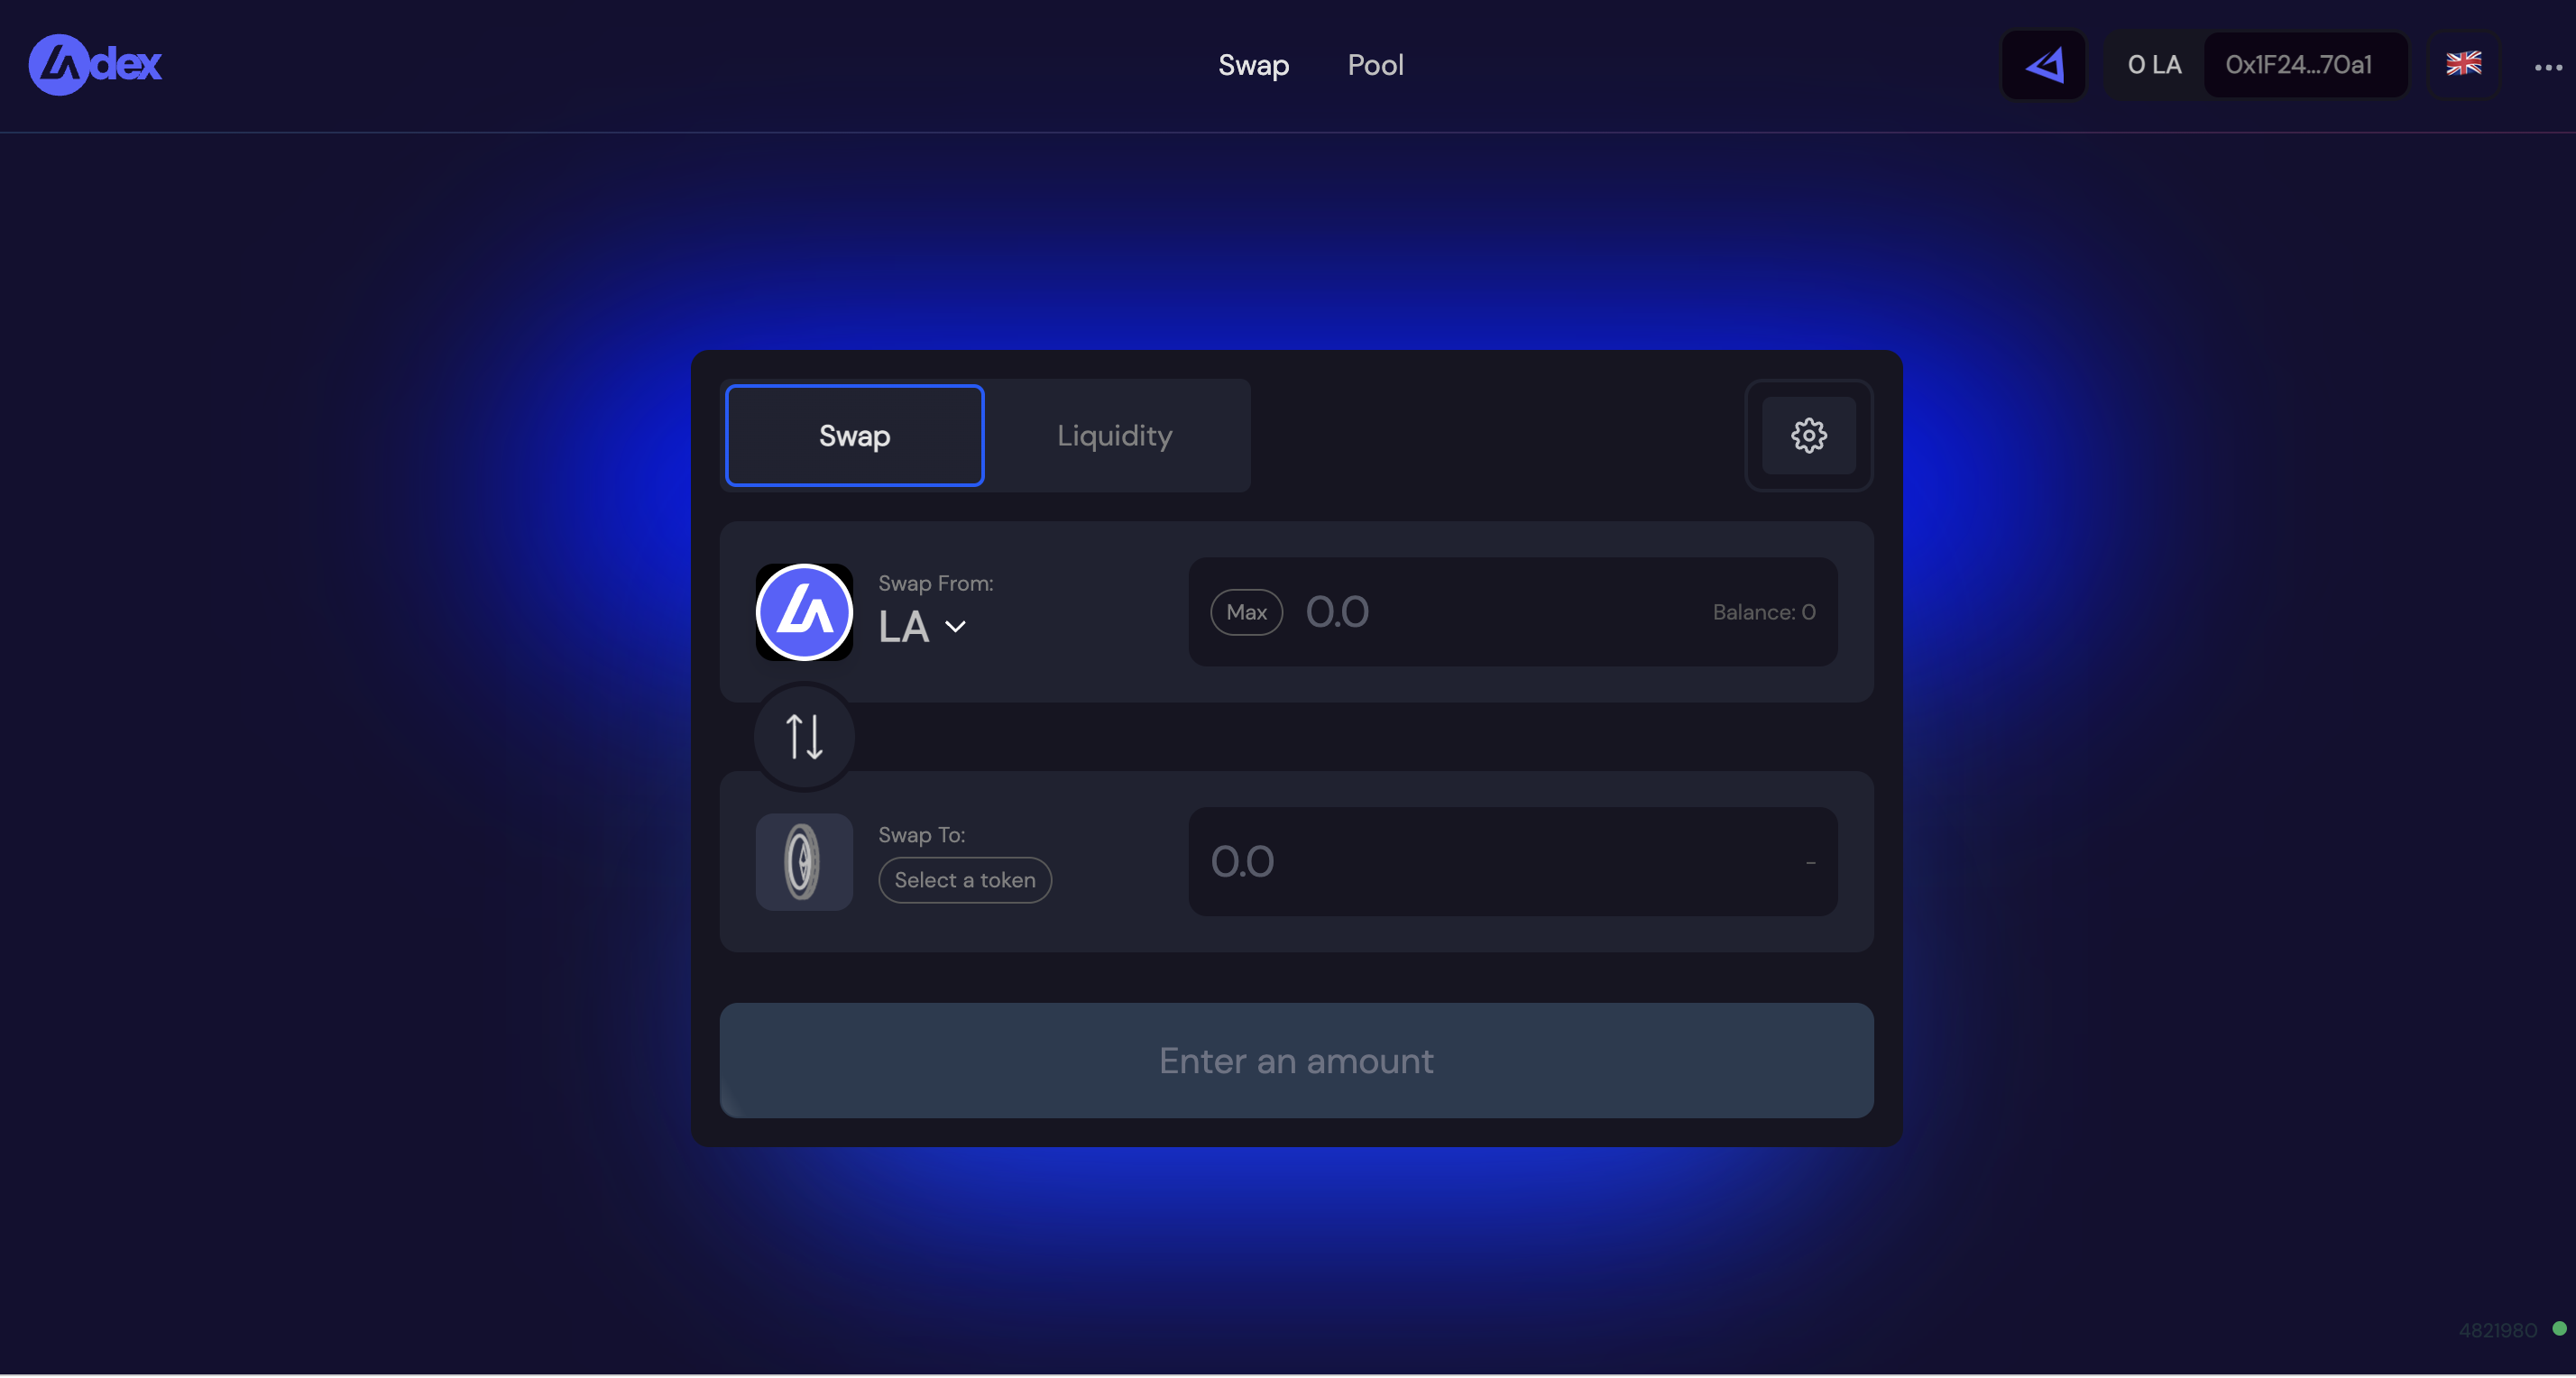 LAdex
Swap
Pool
0 LA
0x1F24...70a1
Swap
Liquidity
Swap From:
LA
Max
0.0
Balance: 0
Swap To:
Select a token
0.0
-
Enter an amount
4821980